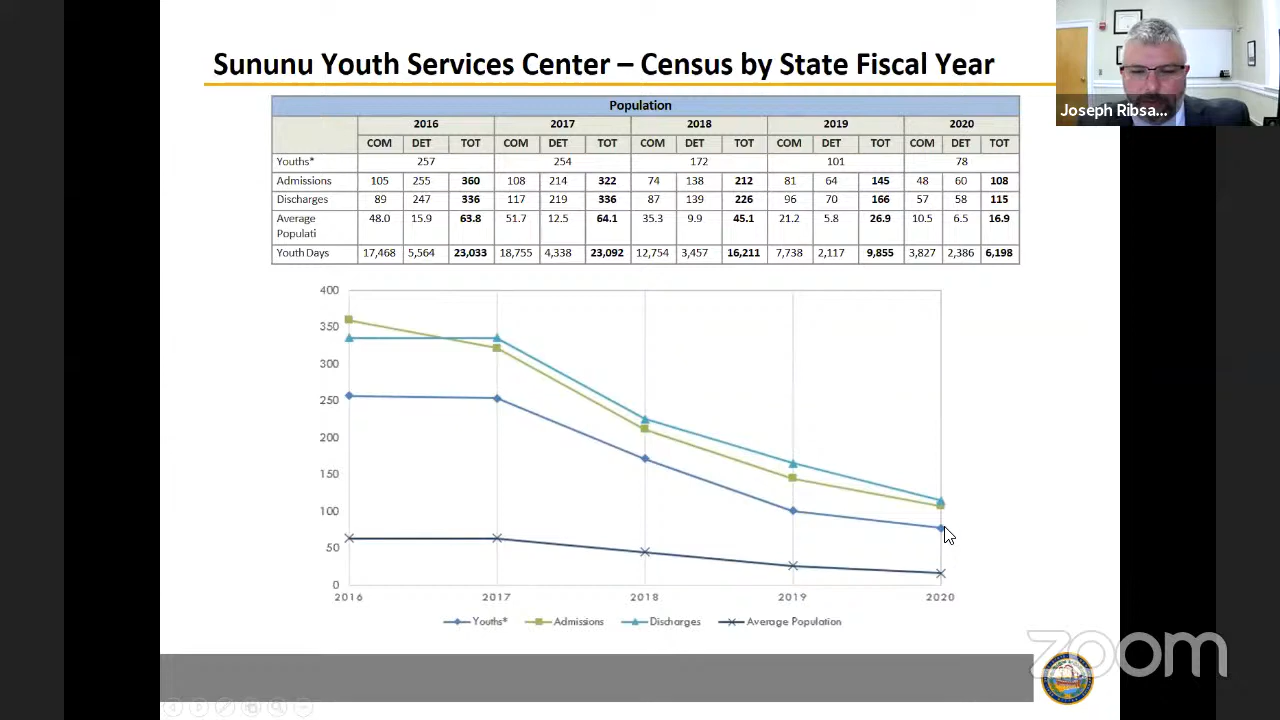 Sununu Youth Services Center – Census by State Fiscal Year
Joseph Ribsa...
Population
2016 2017 2018 2019 2020
COM DET TOT COM DET TOT COM DET TOT COM DET TOT COM DET TOT
Youths* 257 254 172 101 78
Admissions 105 255 360 108 214 322 74 138 212 81 64 145 48 60 108
Discharges 89 247 336 117 219 336 87 139 226 96 70 166 57 58 115
Average 48.0 15.9 63.8 51.7 12.5 64.1 35.3 9.9 45.1 21.2 5.8 26.9 10.5 6.5 16.9
Populati
Youth Days 17,468 5,564 23,033 18,755 4,338 23,092 12,754 3,457 16,211 7,738 2,117 9,855 3,827 2,386 6,198
400
350
300
250
200
150
100
50
0
2016 2017 2018 2019 2020
Youths* Admissions Discharges Average Population
zoom